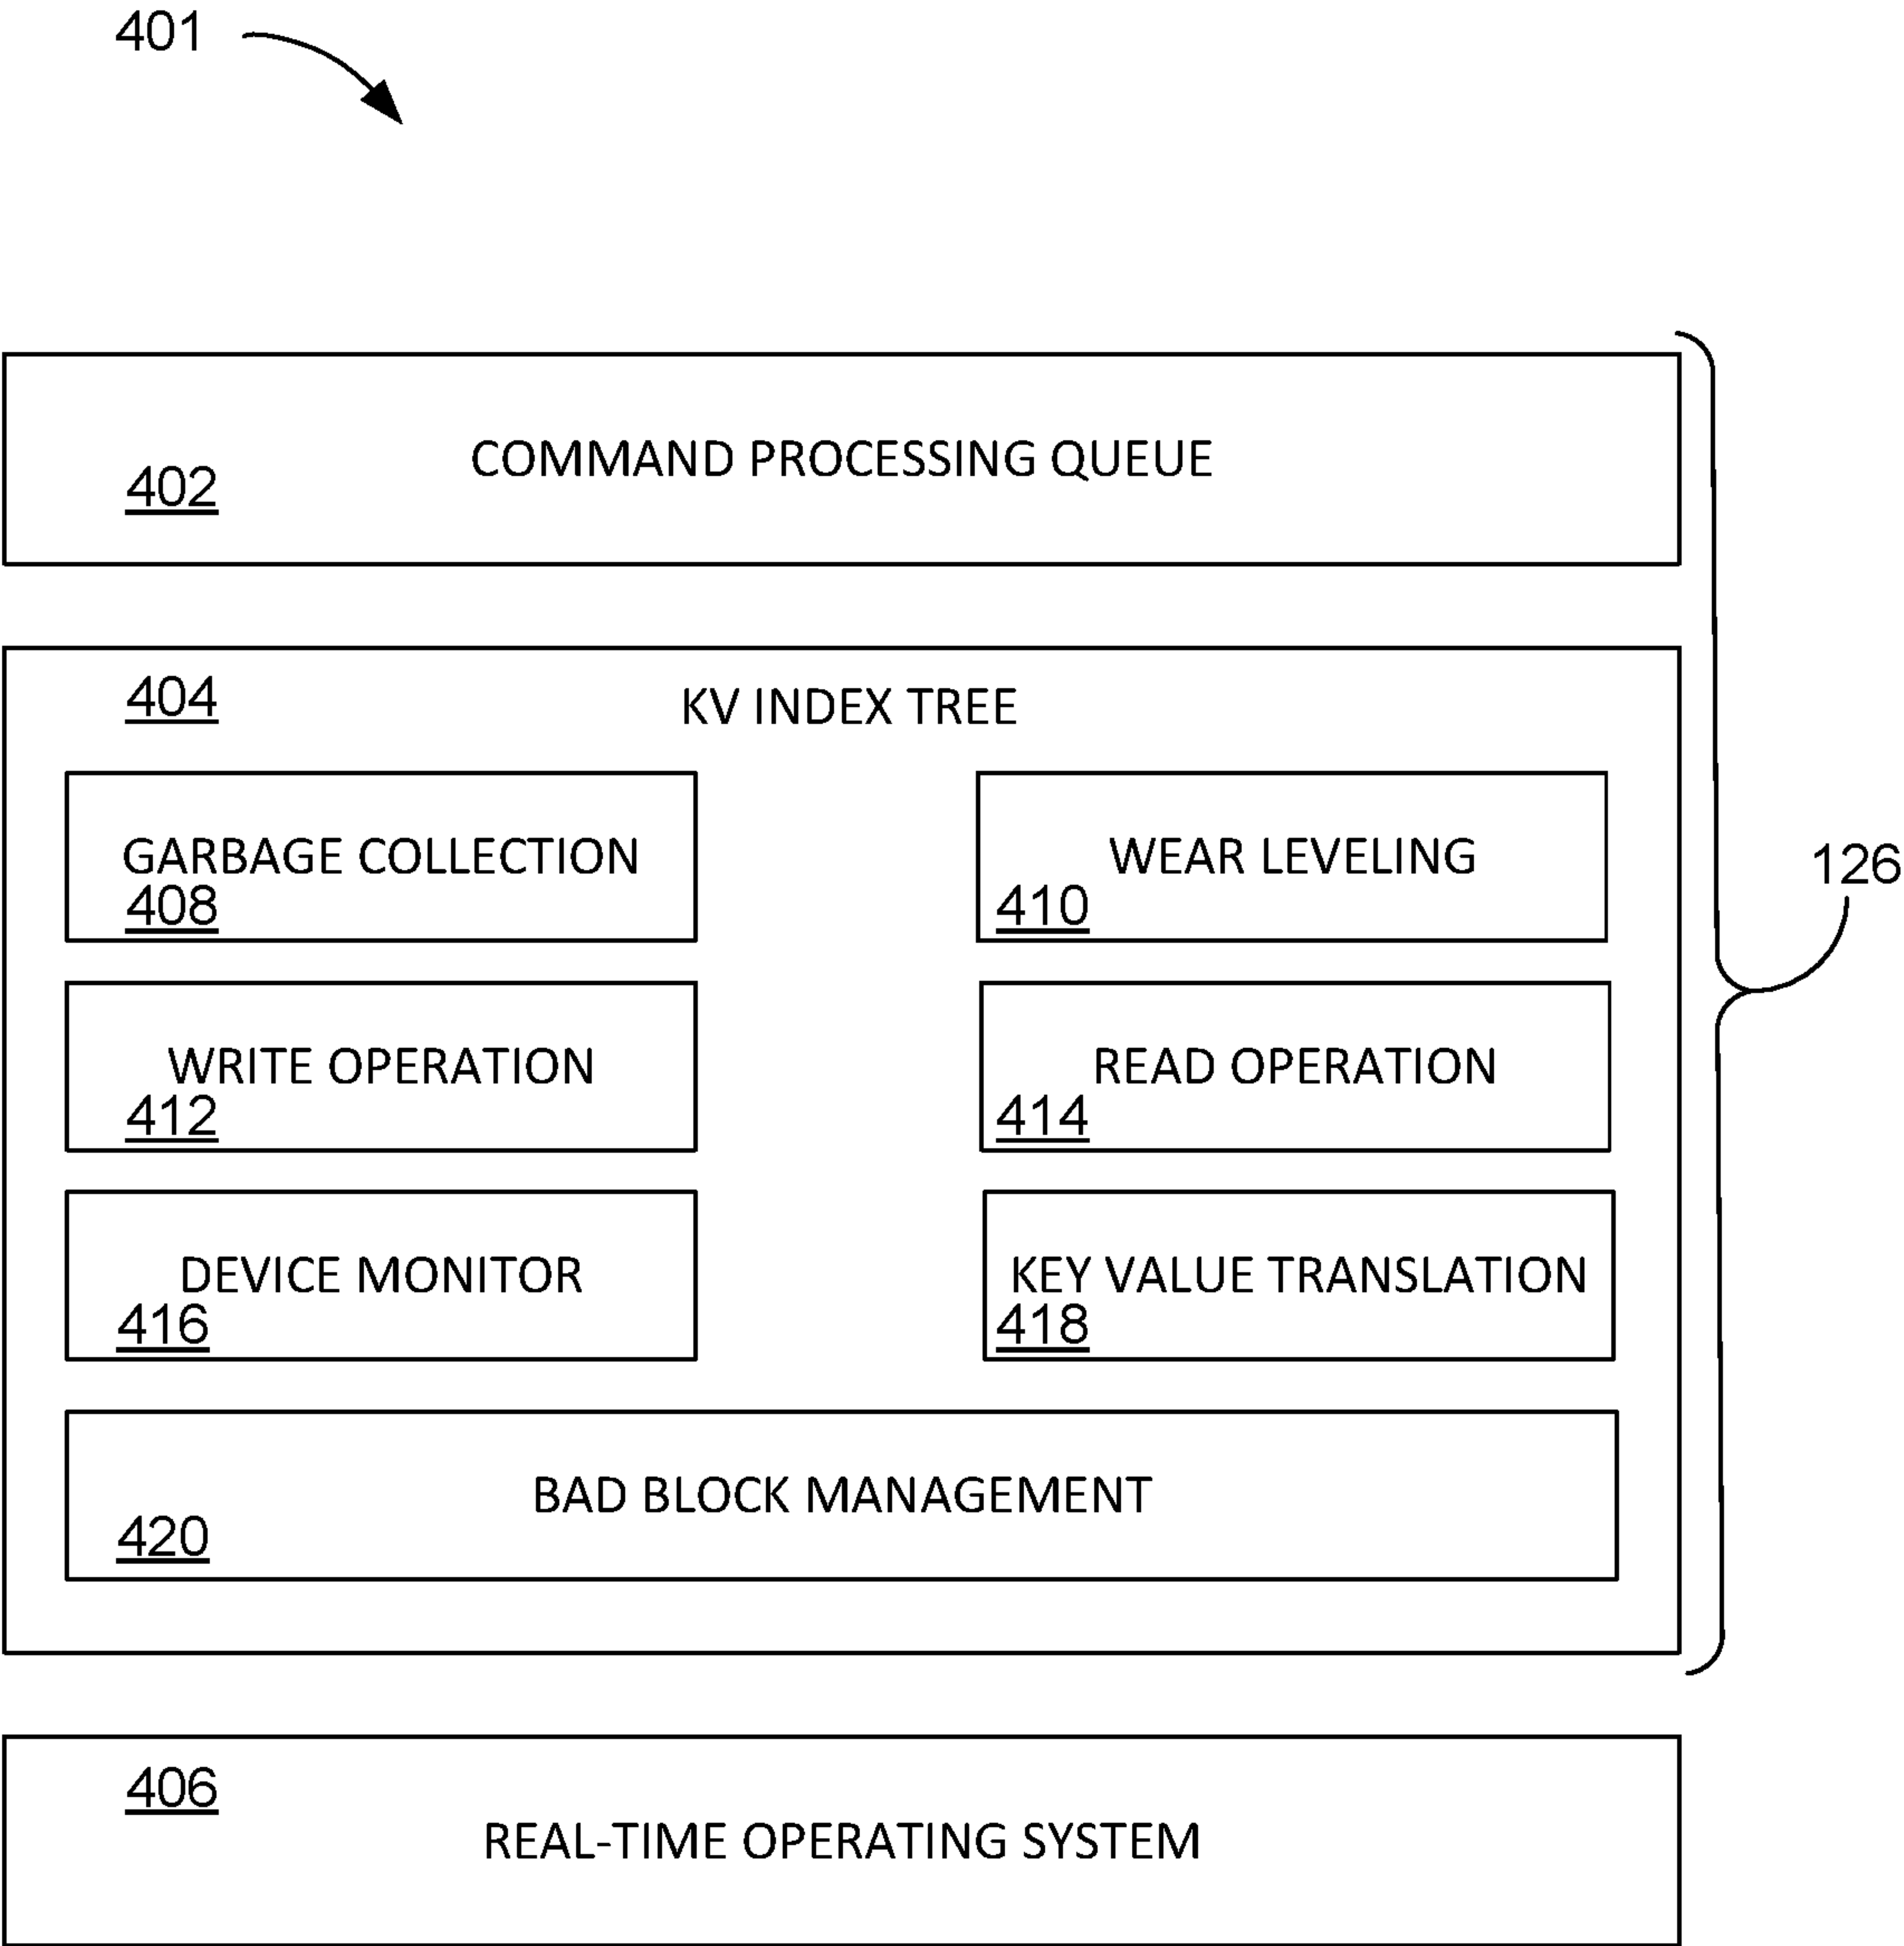 401
COMMAND PROCESSING QUEUE
402
404
KV INDEX TREE
GARBAGE COLLECTION
408
WEAR LEVELING
410
126
WRITE OPERATION
412
READ OPERATION
414
DEVICE MONITOR
416
KEY VALUE TRANSLATION
418
BAD BLOCK MANAGEMENT
420
406
REAL-TIME OPERATING SYSTEM